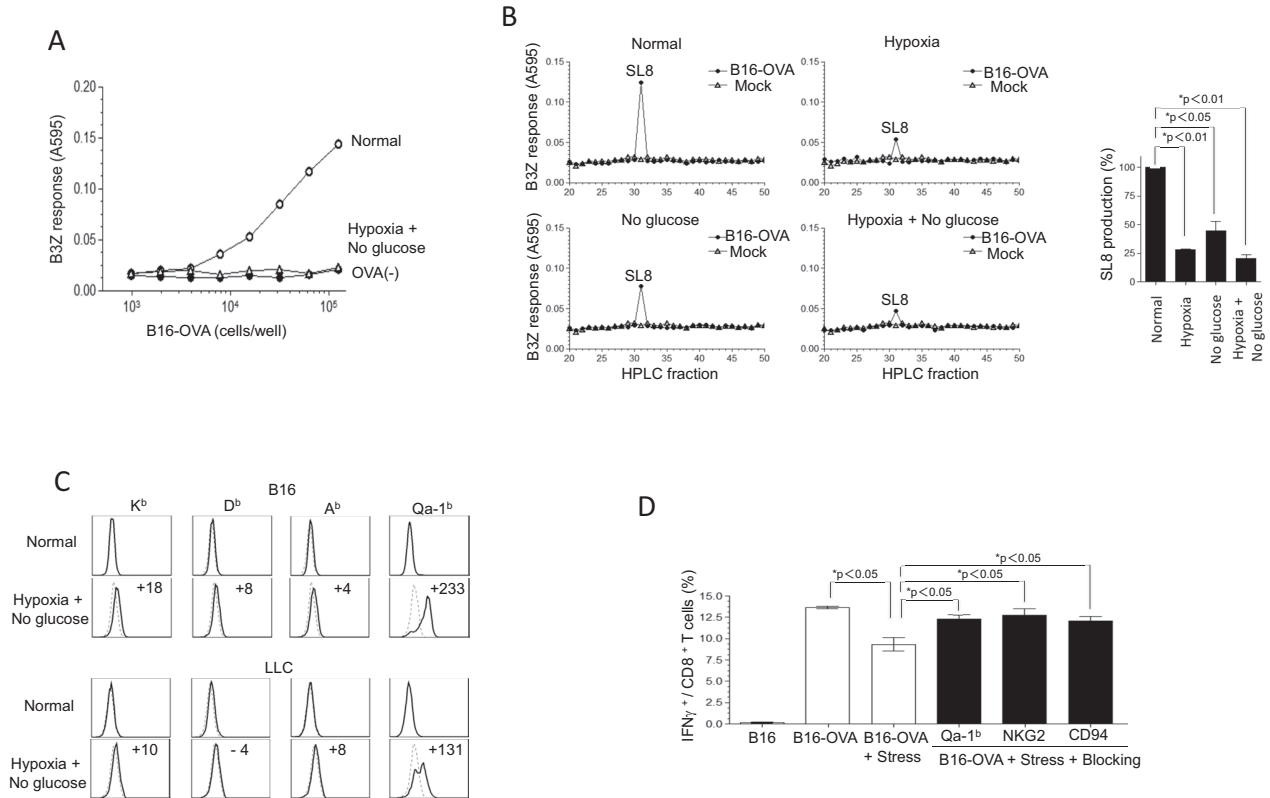 A
B3Z response (A595)
0.20
0.15
0.10
0.05
0.00
Normal
Hypoxia +
No glucose
OVA(-)
10³
10⁴
10⁵
B16-OVA (cells/well)
B
Normal
B3Z response (A595)
0.15
0.10
0.05
0.00
SL8
B16-OVA
Mock
20 25 30 35 40 45 50
Hypoxia
0.15
0.10
0.05
0.00
SL8
B16-OVA
Mock
20 25 30 35 40 45 50
No glucose
B3Z response (A595)
0.15
0.10
0.05
0.00
SL8
B16-OVA
Mock
20 25 30 35 40 45 50
HPLC fraction
Hypoxia + No glucose
0.15
0.10
0.05
0.00
SL8
B16-OVA
Mock
20 25 30 35 40 45 50
HPLC fraction
*p<0.01
*p<0.05
*p<0.01
SL8 production (%)
100
75
50
25
0
Normal
Hypoxia
No glucose
Hypoxia +
No glucose
C
B16
Kᵇ Dᵇ Aᵇ Qa-1ᵇ
Normal
Hypoxia +
No glucose
+18 +8 +4 +233
LLC
Normal
Hypoxia +
No glucose
+10 - 4 +8 +131
D
IFNγ⁺ / CD8⁺ T cells (%)
15.0
12.5
10.0
7.5
5.0
2.5
0.0
*p<0.05
*p<0.05
*p<0.05
*p<0.05
B16
B16-OVA
B16-OVA
+ Stress
Qa-1ᵇ NKG2 CD94
B16-OVA + Stress + Blocking